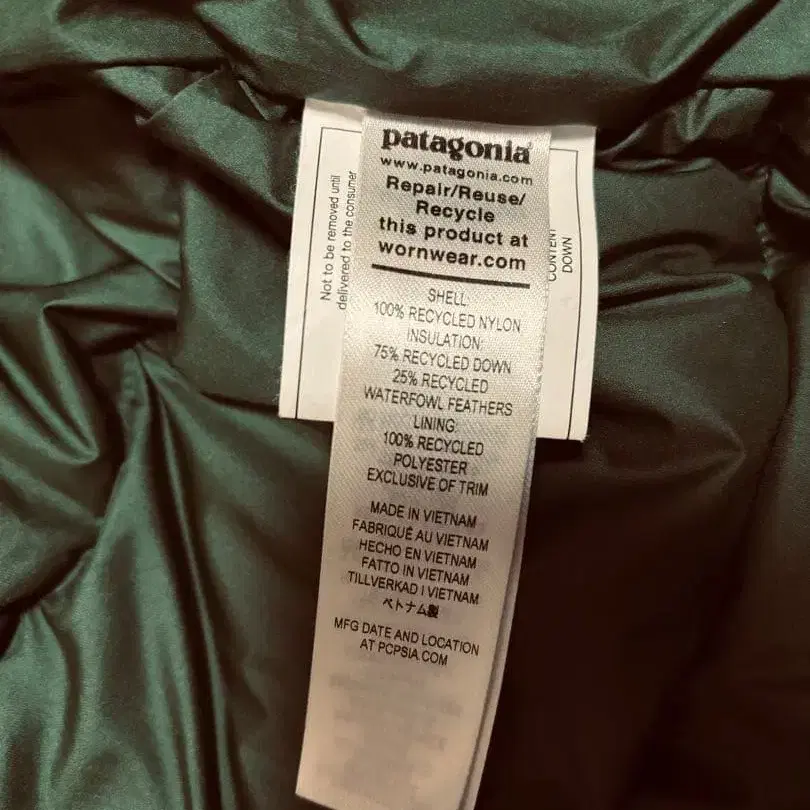 patagonia®
www.patagonia.com
Repair/Reuse/
Recycle
this product at
wornwear.com
SHELL:
100% RECYCLED NYLON
INSULATION:
75% RECYCLED DOWN
25% RECYCLED
WATERFOWL FEATHERS
LINING:
100% RECYCLED
POLYESTER
EXCLUSIVE OF TRIM
MADE IN VIETNAM
FABRIQUÉ AU VIETNAM
HECHO EN VIETNAM
FATTO IN VIETNAM
TILLVERKAD I VIETNAM
ベトナム製
MFG DATE AND LOCATION
AT PCPSIA.COM
Not to be removed until
delivered to the consumer
CONTENT
DOWN